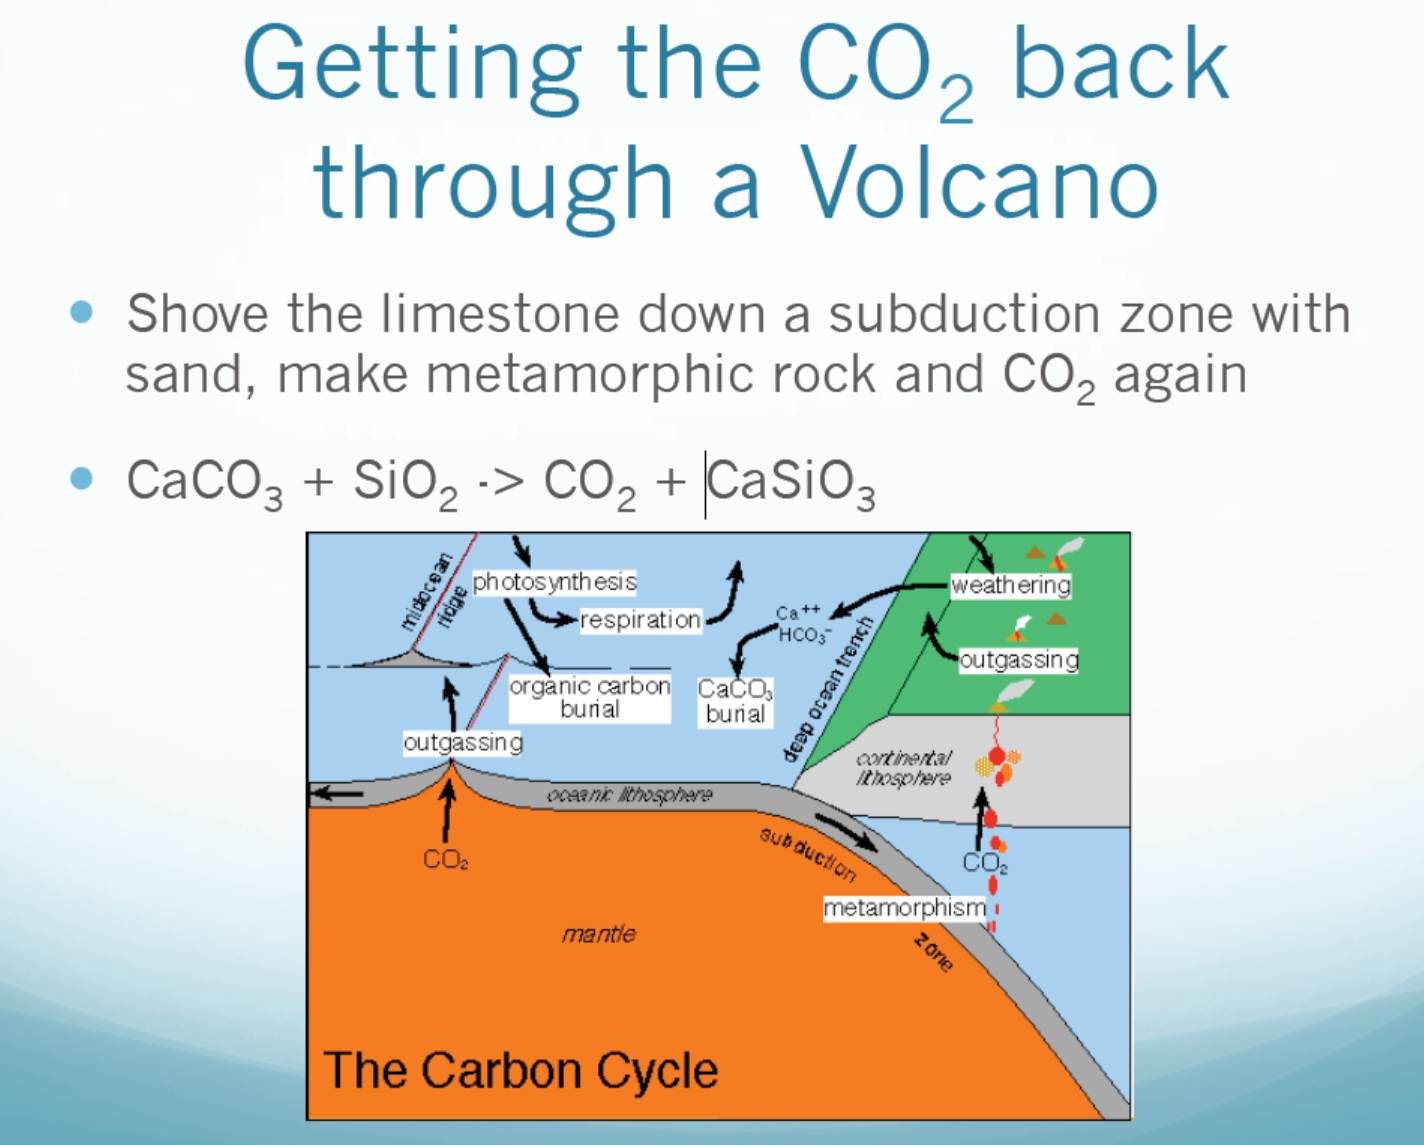 Getting the CO₂ back
through a Volcano
Shove the limestone down a subduction zone with
sand, make metamorphic rock and CO₂ again
CaCO₃ + SiO₂ -> CO₂ + CaSiO₃
midocean
ridge
photosynthesis
respiration
organic carbon
burial
Ca⁺⁺
HCO₃⁻
CaCO₃
burial
deep ocean trench
weathering
outgassing
outgassing
continental
lithosphere
oceanic lithosphere
CO₂
CO₂
subduction
zone
metamorphism
mantle
The Carbon Cycle